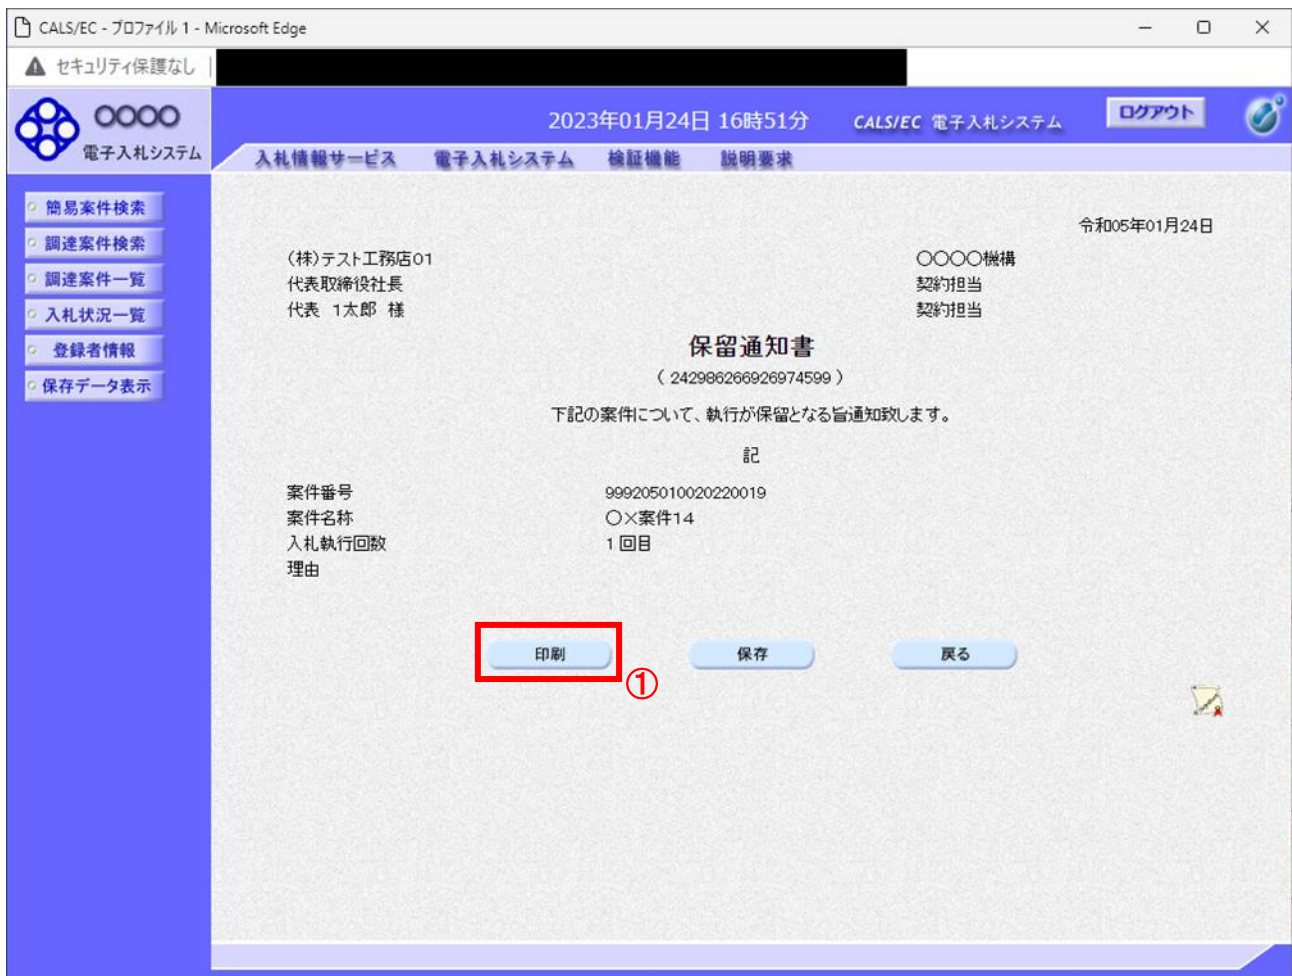 CALS/EC - プロファイル 1 - Microsoft Edge
セキュリティ保護なし
○○○○
電子入札システム
2023年01月24日 16時51分
CALS/EC 電子入札システム
ログアウト
入札情報サービス 電子入札システム 検証機能 説明要求
簡易案件検索
調達案件検索
調達案件一覧
入札状況一覧
登録者情報
保存データ表示
令和05年01月24日
(株)テスト工務店01
代表取締役社長
代表 1太郎 様
○○○○機構
契約担当
契約担当
保留通知書
( 242986266926974599 )
下記の案件について、執行が保留となる旨通知致します。
記
案件番号 999205010020220019
案件名称 ○×案件14
入札執行回数 1回目
理由
印刷 保存 戻る
①